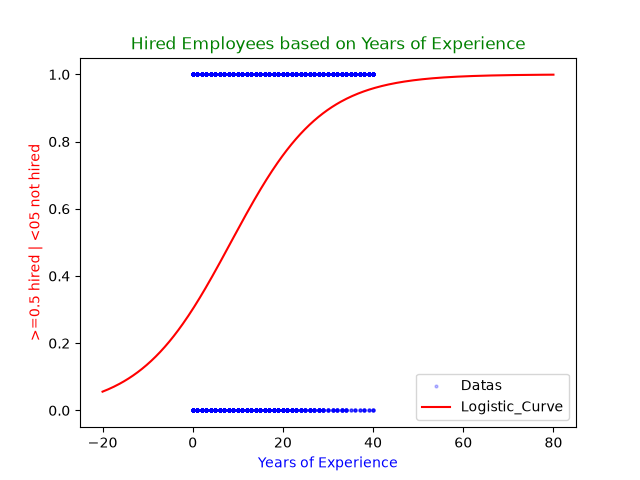 Hired Employees based on Years of Experience
>=0.5 hired | <05 not hired
1.0
0.8
0.6
0.4
0.2
0.0
Datas
Logistic_Curve
−20 0 20 40 60 80
Years of Experience